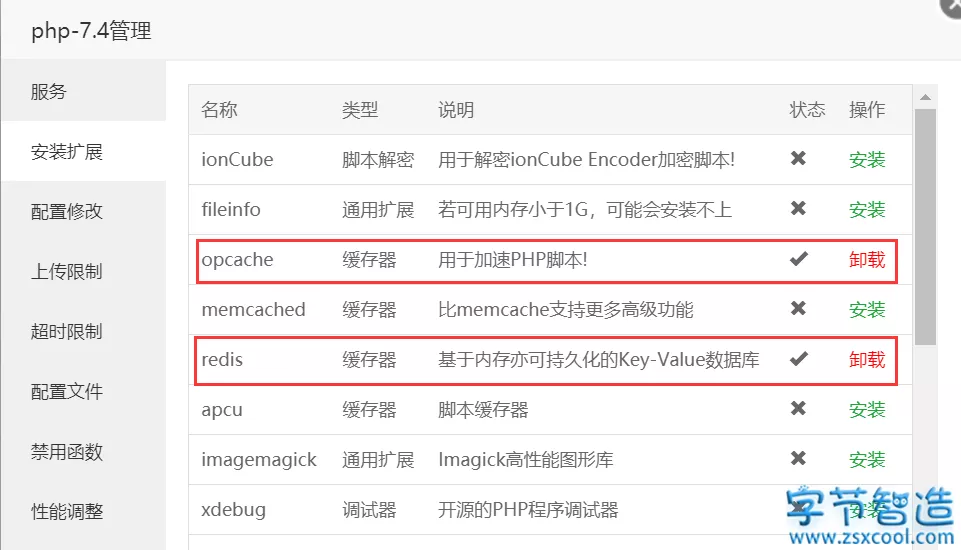 php-7.4管理
服务
安装扩展
配置修改
上传限制
超时限制
配置文件
禁用函数
性能调整
名称 类型 说明 状态 操作
ionCube 脚本解密 用于解密ionCube Encoder加密脚本! 安装
fileinfo 通用扩展 若可用内存小于1G，可能会安装不上 安装
opcache 缓存器 用于加速PHP脚本! 卸载
memcached 缓存器 比memcache支持更多高级功能 安装
redis 缓存器 基于内存亦可持久化的Key-Value数据库 卸载
apcu 缓存器 脚本缓存器 安装
imagemagick 通用扩展 Imagick高性能图形库 安装
xdebug 调试器 开源的PHP程序调试器 安装
字节智造
www.zsxcool.com